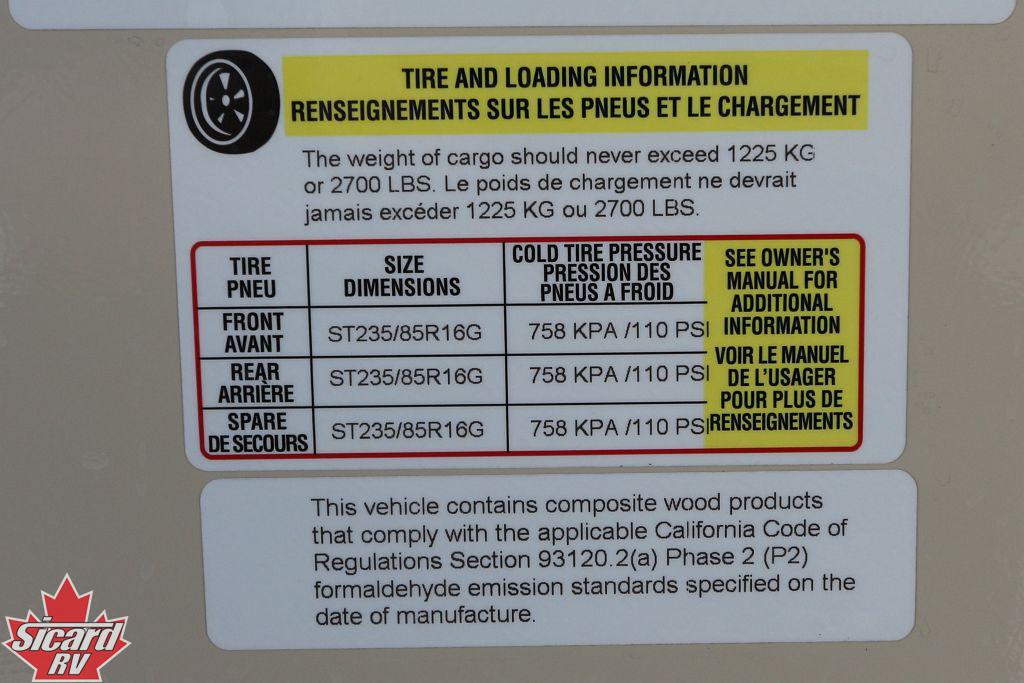 TIRE AND LOADING INFORMATION
RENSEIGNEMENTS SUR LES PNEUS ET LE CHARGEMENT
The weight of cargo should never exceed 1225 KG
or 2700 LBS. Le poids de chargement ne devrait
jamais excéder 1225 KG ou 2700 LBS.
TIRE
PNEU
SIZE
DIMENSIONS
COLD TIRE PRESSURE
PRESSION DES
PNEUS A FROID
FRONT
AVANT
ST235/85R16G
758 KPA /110 PSI
REAR
ARRIÈRE
ST235/85R16G
758 KPA /110 PSI
SPARE
DE SECOURS
ST235/85R16G
758 KPA /110 PSI
SEE OWNER'S
MANUAL FOR
ADDITIONAL
INFORMATION
VOIR LE MANUEL
DE L'USAGER
POUR PLUS DE
RENSEIGNEMENTS
This vehicle contains composite wood products
that comply with the applicable California Code of
Regulations Section 93120.2(a) Phase 2 (P2)
formaldehyde emission standards specified on the
date of manufacture.
Sicard
RV